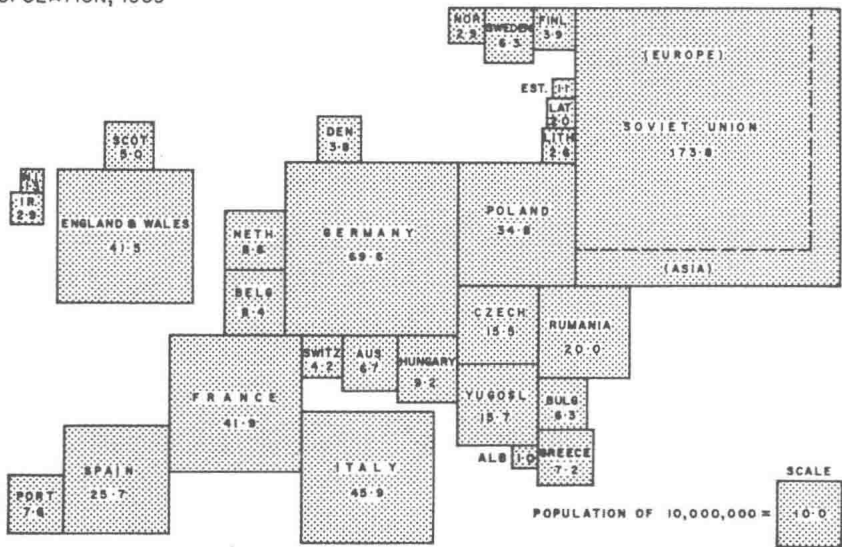 NOR
2.9
SWEDEN
6.3
FINL
3.9
(EUROPE)
SOVIET UNION
173.8
(ASIA)
EST.
1.1
LAT
2.0
LITH
2.6
SCOT
5.0
DEN
3.8
IR.
2.9
ENGLAND & WALES
41.5
NETH
8.6
GERMANY
69.6
POLAND
34.8
BELG
8.4
CZECH
15.5
RUMANIA
20.0
SWITZ
4.2
AUS
6.7
HUNGARY
9.2
FRANCE
41.9
YUGOSL
15.7
BULG
6.3
ALB
1.0
GREECE
7.2
ITALY
45.9
SPAIN
25.7
PORT
7.6
SCALE
POPULATION OF 10,000,000 =
10.0